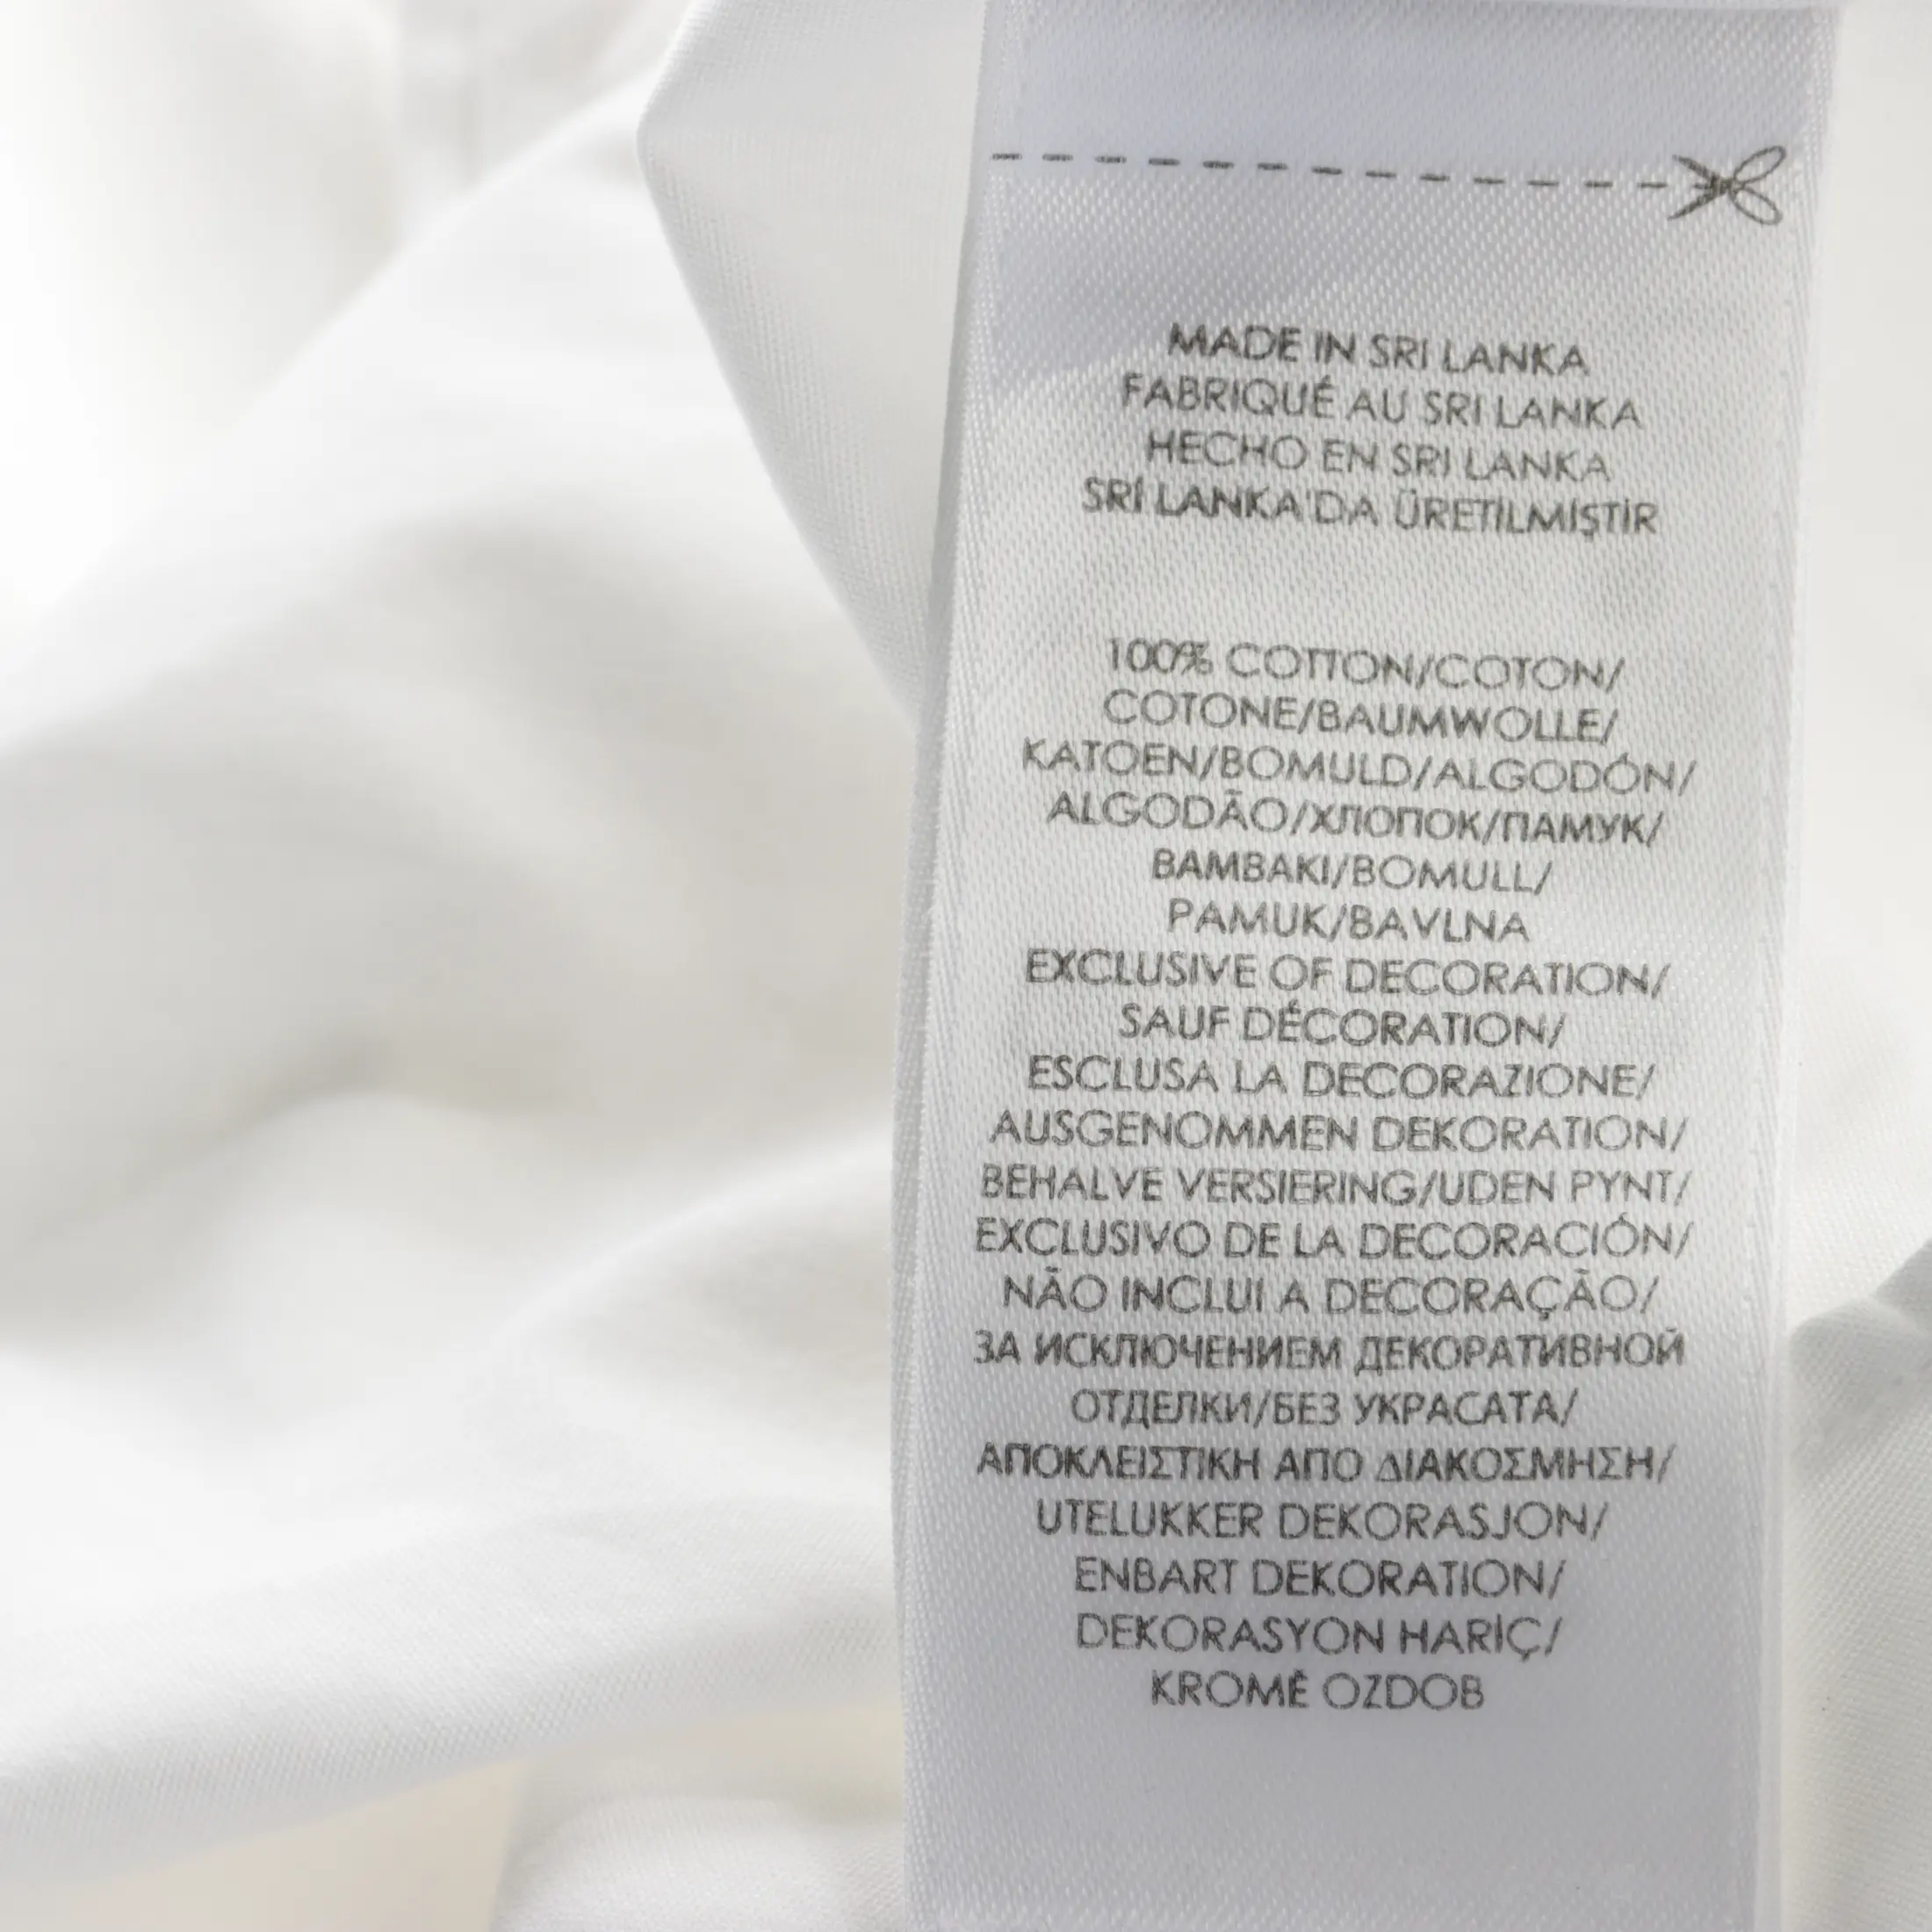 MADE IN SRI LANKA
FABRIQUÉ AU SRI LANKA
HECHO EN SRI LANKA
SRİ LANKA'DA ÜRETİLMİŞTİR
100% COTTON/COTON/
COTONE/BAUMWOLLE/
KATOEN/BOMULD/ALGODÓN/
ALGODÃO/ХЛОПОК/ПАМУК/
BAMBAKI/BOMULL/
PAMUK/BAVLNA
EXCLUSIVE OF DECORATION/
SAUF DÉCORATION/
ESCLUSA LA DECORAZIONE/
AUSGENOMMEN DEKORATION/
BEHALVE VERSIERING/UDEN PYNT/
EXCLUSIVO DE LA DECORACIÓN/
NÃO INCLUI A DECORAÇÃO/
ЗА ИСКЛЮЧЕНИЕМ ДЕКОРАТИВНОЙ
ОТДЕЛКИ/БЕЗ УКРАСАТА/
ΑΠΟΚΛΕΙΣΤΙΚΗ ΑΠΟ ΔΙΑΚΟΣΜΗΣΗ/
UTELUKKER DEKORASJON/
ENBART DEKORATION/
DEKORASYON HARİÇ/
KROMĚ OZDOB